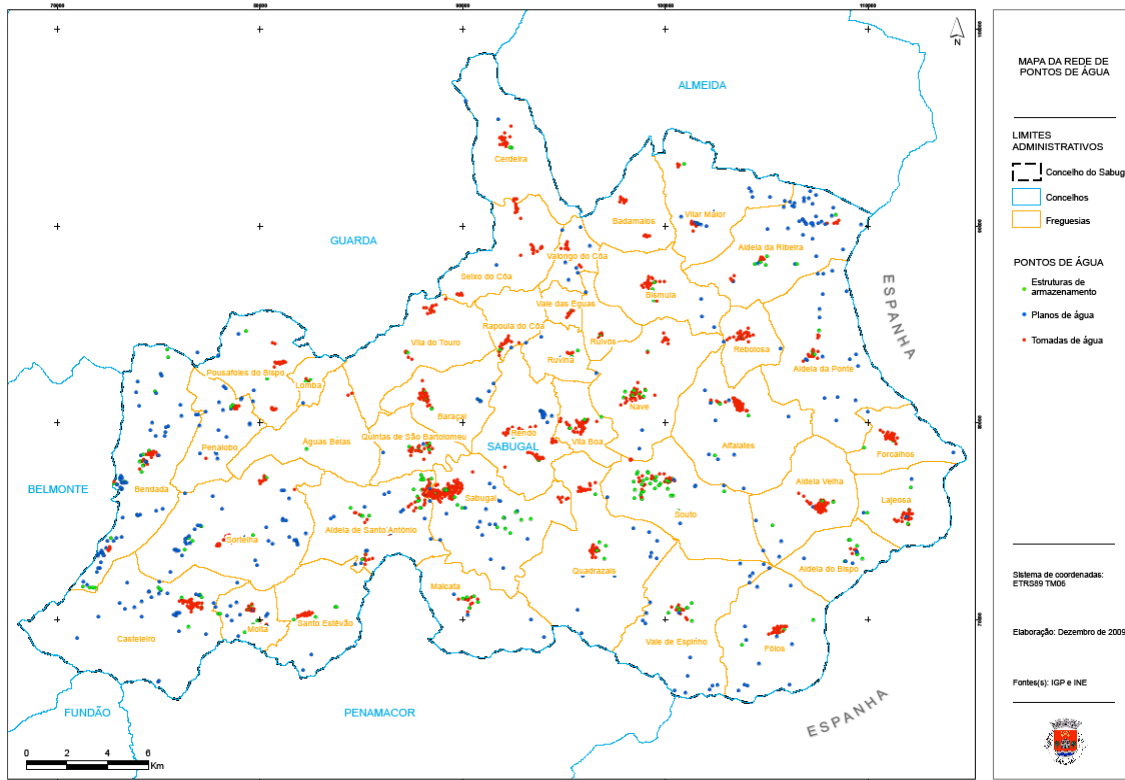 N
ALMEIDA
Cerdeira
Badamalos
Vilar Maior
GUARDA
Aldeia da Ribeira
Valongo do Côa
Seixo do Côa
Bismula
ESPANHA
Vale das Éguas
Rapoula do Côa
Ruivós
Vila do Touro
Rebolosa
Ruvina
Aldeia da Ponte
Pousafoles do Bispo
Lomba
Nave
Baraçal
Rendo
Quintas de São Bartolomeu
Vila Boa
Águas Belas
SABUGAL
Penalobo
Alfaiates
Forcalhos
Aldeia Velha
BELMONTE
Bendada
Sabugal
Lajeosa
Souto
Aldeia de Santo António
Sortelha
Quadrazais
Aldeia do Bispo
Malcata
Santo Estêvão
Moita
Casteleiro
Vale de Espinho
Fóios
ESPANHA
FUNDÃO
PENAMACOR
0 2 4 6
Km
MAPA DA REDE DE
PONTOS DE ÁGUA
LIMITES
ADMINISTRATIVOS
Concelho do Sabug
Concelhos
Freguesias
PONTOS DE ÁGUA
Estruturas de
armazenamento
Planos de água
Tomadas de água
Sistema de coordenadas:
ETRS89 TM06
Elaboração: Dezembro de 2009
Fontes(s): IGP e INE